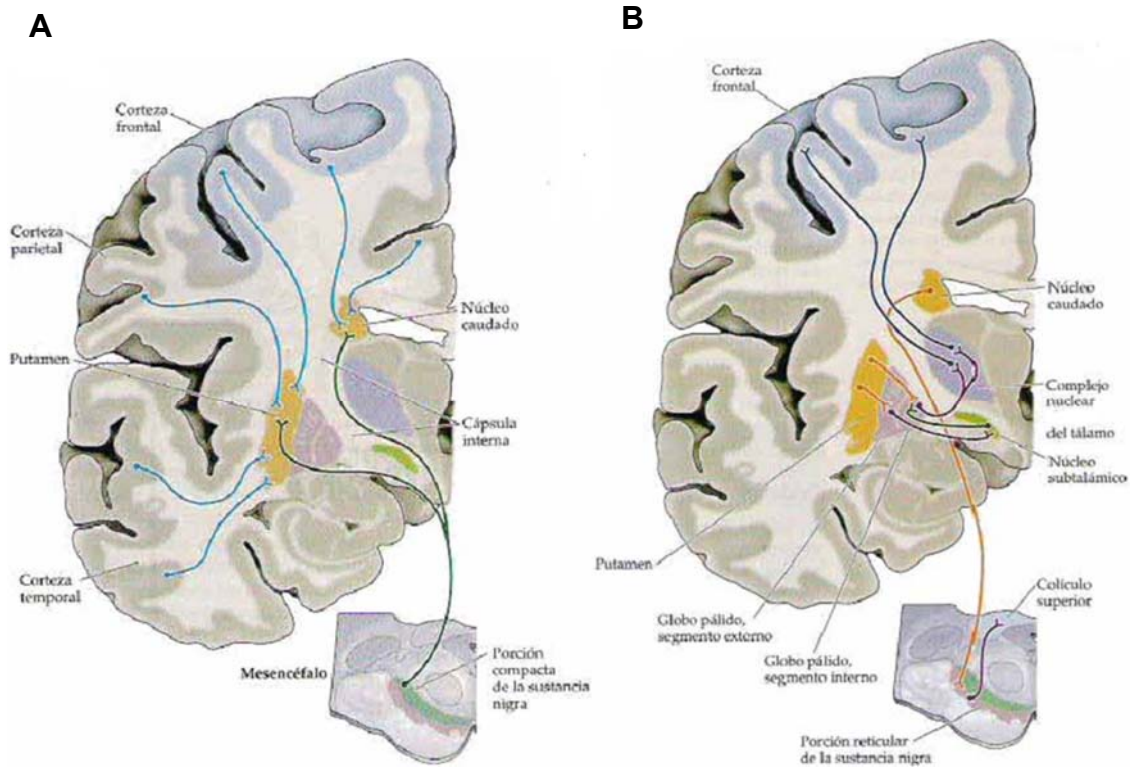 A
Corteza
frontal
Corteza
parietal
Núcleo
caudado
Putamen
Cápsula
interna
Corteza
temporal
Mesencéfalo
Porción
compacta
de la sustancia
nigra
B
Corteza
frontal
Núcleo
caudado
Complejo
nuclear
del tálamo
Núcleo
subtalámico
Putamen
Globo pálido,
segmento externo
Globo pálido,
segmento interno
Colículo
superior
Porción reticular
de la sustancia nigra